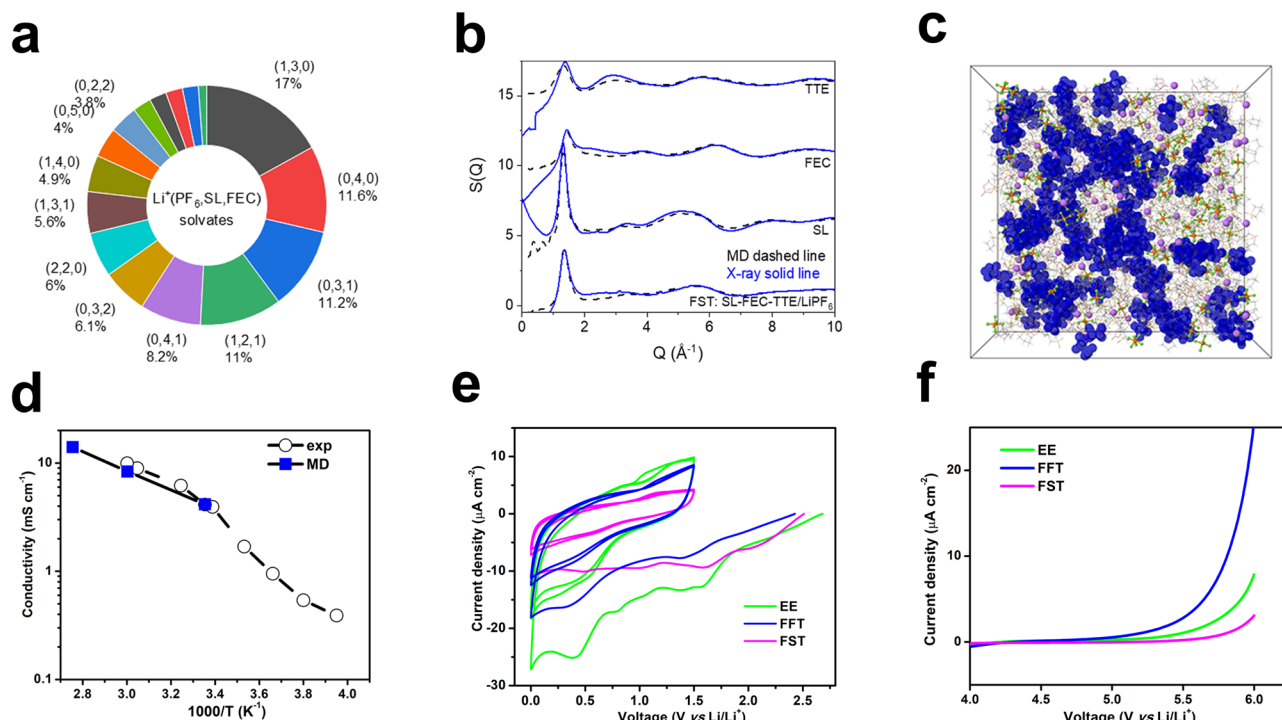 a
(1,3,0)
17%
(0,4,0)
11.6%
(0,3,1)
11.2%
(1,2,1)
11%
(0,4,1)
8.2%
(0,3,2)
6.1%
(2,2,0)
6%
(1,3,1)
5.6%
(1,4,0)
4.9%
(0,5,0)
4%
(0,2,2)
3.8%
Li⁺(PF₆,SL,FEC)
solvates
b
S(Q)
15
10
5
0
TTE
FEC
SL
MD dashed line
X-ray solid line
FST: SL-FEC-TTE/LiPF₆
0 2 4 6 8 10
Q (Å⁻¹)
c
d
Conductivity (mS cm⁻¹)
10
1
0.1
exp
MD
2.8 3.0 3.2 3.4 3.6 3.8 4.0
1000/T (K⁻¹)
e
Current density (μA cm⁻²)
10
0
-10
-20
-30
EE
FFT
FST
0.0 0.5 1.0 1.5 2.0 2.5
Voltage (V vs Li/Li⁺)
f
Current density (μA cm⁻²)
20
10
0
EE
FFT
FST
4.0 4.5 5.0 5.5 6.0
Voltage (V vs Li/Li⁺)